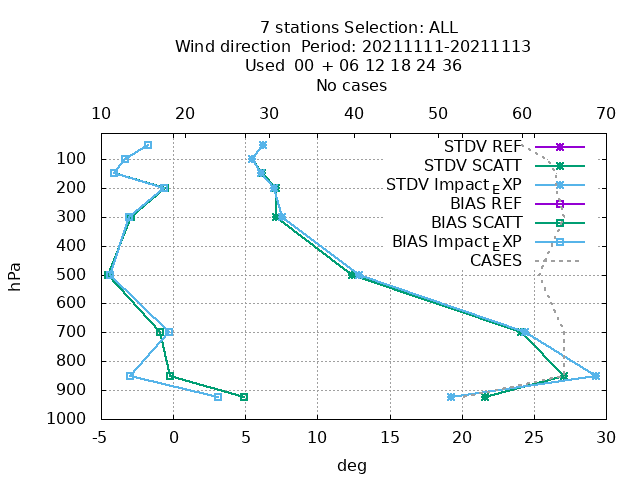 7 stations Selection: ALL
Wind direction  Period: 20211111-20211113
Used  00 + 06 12 18 24 36
No cases
10 20 30 40 50 60 70
STDV REF
STDV SCATT
STDV Impact_EXP
BIAS REF
BIAS SCATT
BIAS Impact_EXP
CASES
hPa
100
200
300
400
500
600
700
800
900
1000
-5 0 5 10 15 20 25 30
deg